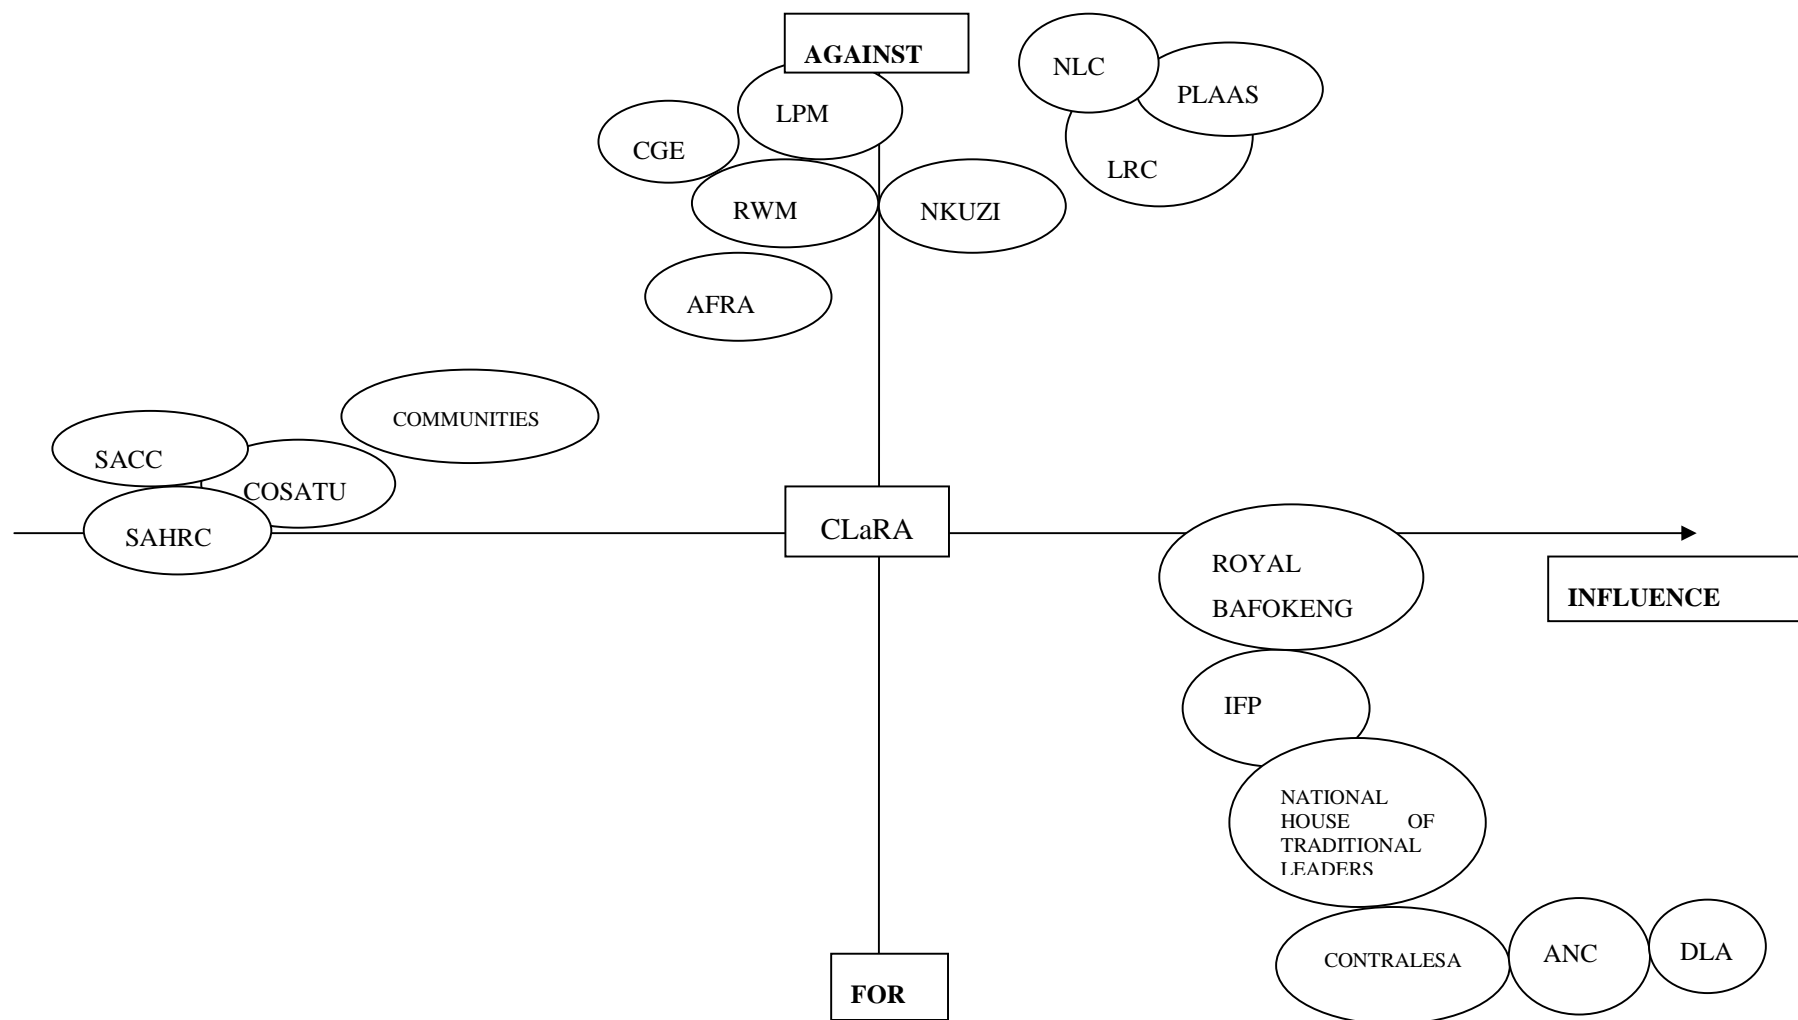 AGAINST
NLC
PLAAS
LPM
CGE
LRC
RWM
NKUZI
AFRA
COMMUNITIES
SACC
COSATU
SAHRC
CLaRA
ROYAL
BAFOKENG
INFLUENCE
IFP
NATIONAL
HOUSE OF
TRADITIONAL
LEADERS
CONTRALESA
ANC
DLA
FOR